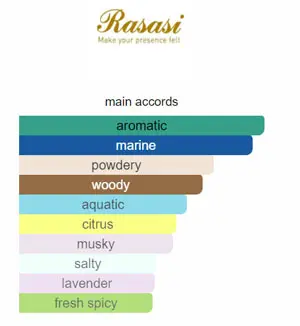 Rasasi
Make your presence felt
main accords
aromatic
marine
powdery
woody
aquatic
citrus
musky
salty
lavender
fresh spicy